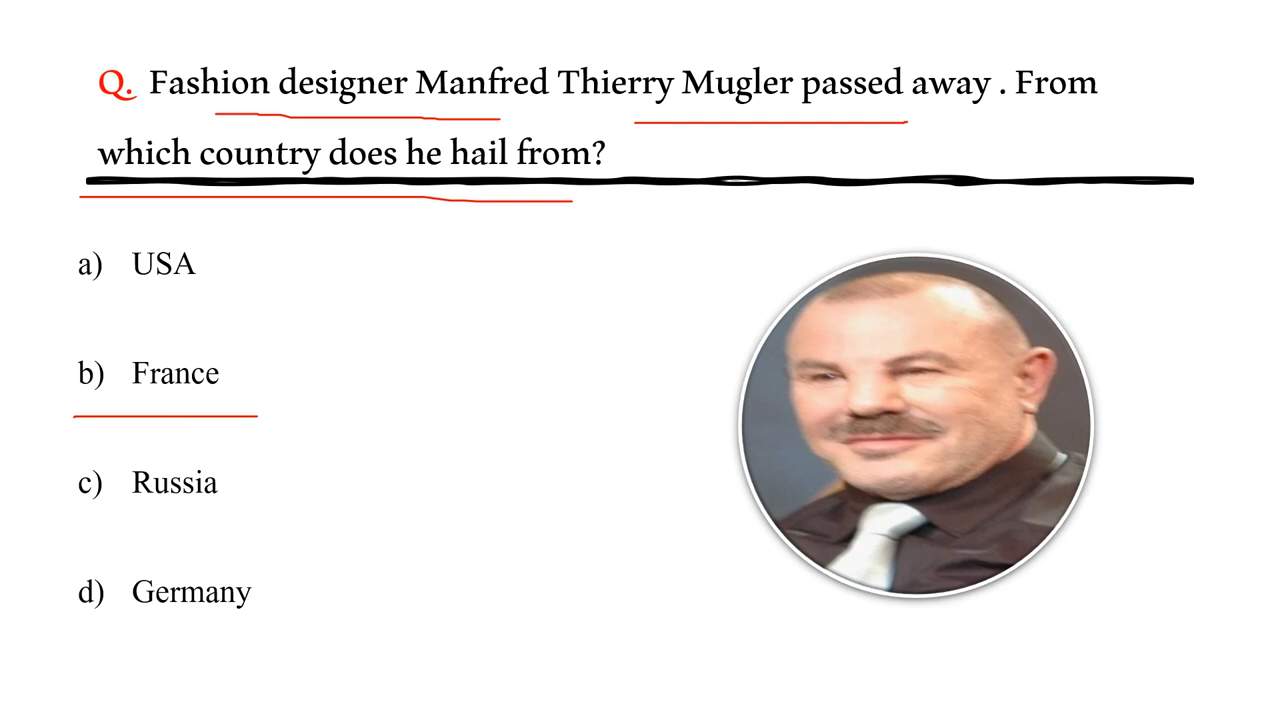 Q. Fashion designer Manfred Thierry Mugler passed away . From
which country does he hail from?
a) USA
b) France
c) Russia
d) Germany